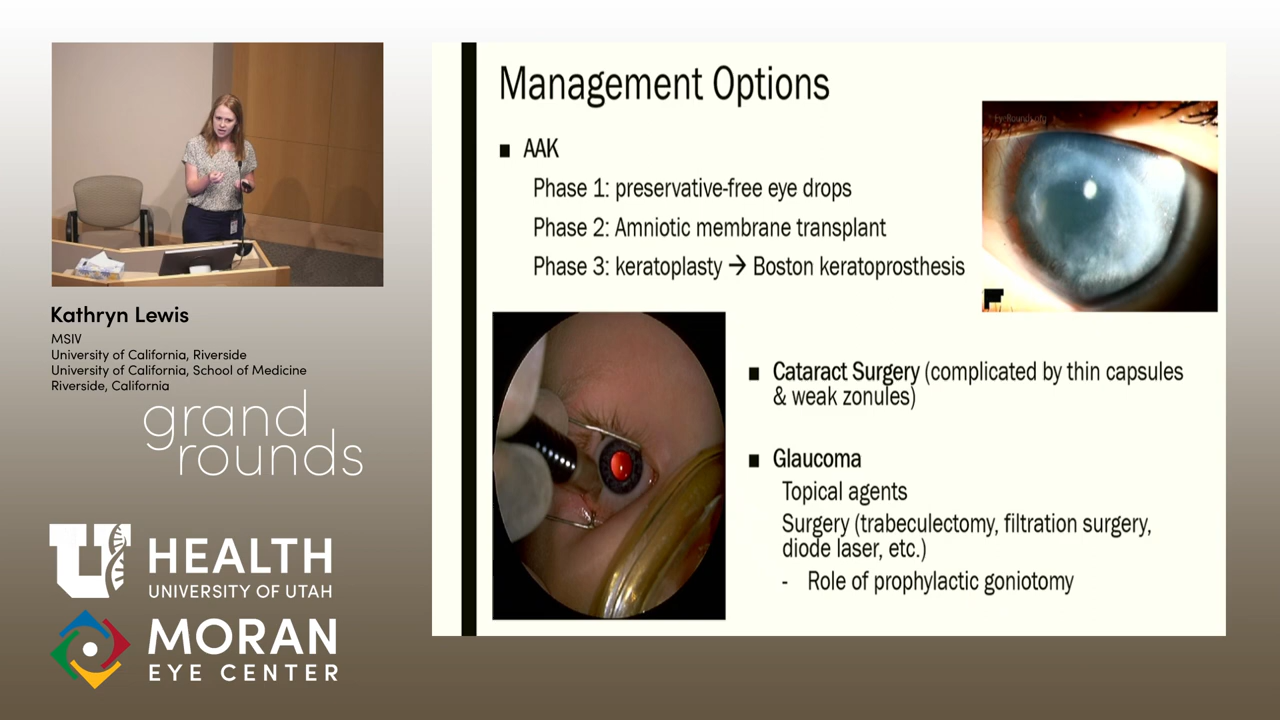 Kathryn Lewis
MSIV
University of California, Riverside
University of California, School of Medicine
Riverside, California
grand
rounds
U
HEALTH
UNIVERSITY OF UTAH
MORAN
EYE CENTER
Management Options
■ AAK
Phase 1: preservative-free eye drops
Phase 2: Amniotic membrane transplant
Phase 3: keratoplasty → Boston keratoprosthesis
EyeRounds.org
■ Cataract Surgery (complicated by thin capsules
& weak zonules)
■ Glaucoma
Topical agents
Surgery (trabeculectomy, filtration surgery,
diode laser, etc.)
- Role of prophylactic goniotomy